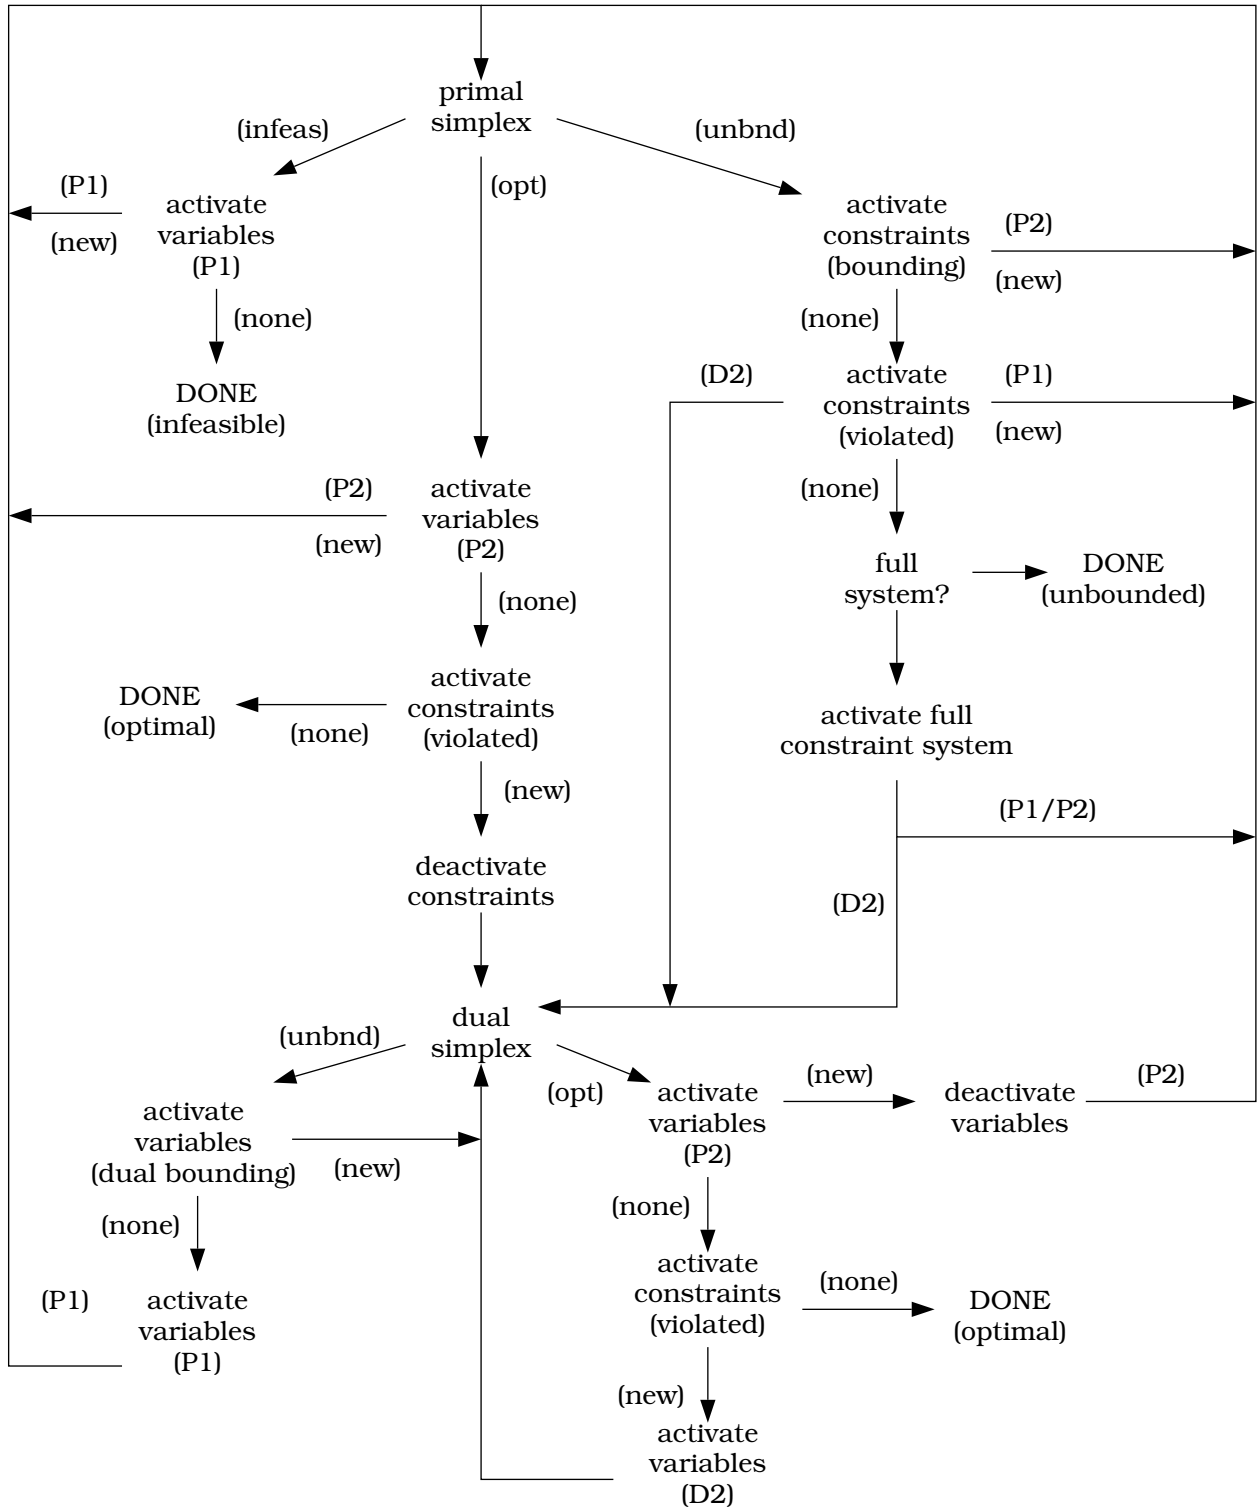 primal
simplex
(infeas)
(unbnd)
(opt)
(P1)
(new)
activate
variables
(P1)
(none)
DONE
(infeasible)
activate
constraints
(bounding)
(P2)
(new)
(none)
(D2)
activate
constraints
(violated)
(P1)
(new)
(none)
full
system?
DONE
(unbounded)
activate full
constraint system
(P1/P2)
(D2)
(P2)
(new)
activate
variables
(P2)
(none)
activate
constraints
(violated)
(none)
DONE
(optimal)
(new)
deactivate
constraints
dual
simplex
(unbnd)
(opt)
activate
variables
(dual bounding)
(new)
(none)
(P1)
activate
variables
(P1)
activate
variables
(P2)
(new)
deactivate
variables
(P2)
(none)
activate
constraints
(violated)
(none)
DONE
(optimal)
(new)
activate
variables
(D2)